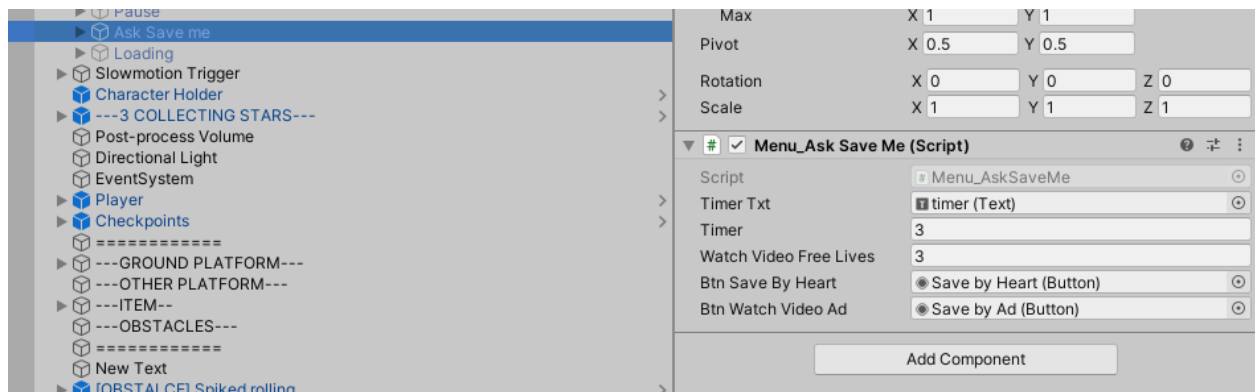 Pause
Ask Save me
Loading
Slowmotion Trigger
Character Holder
---3 COLLECTING STARS---
Post-process Volume
Directional Light
EventSystem
Player
Checkpoints
============
---GROUND PLATFORM---
---OTHER PLATFORM---
---ITEM--
---OBSTACLES---
============
New Text
[OBSTALCE] Spiked rolling
Max X 1 Y 1
Pivot X 0.5 Y 0.5
Rotation X 0 Y 0 Z 0
Scale X 1 Y 1 Z 1
# Menu_Ask Save Me (Script)
Script # Menu_AskSaveMe
Timer Txt timer (Text)
Timer 3
Watch Video Free Lives 3
Btn Save By Heart Save by Heart (Button)
Btn Watch Video Ad Save by Ad (Button)
Add Component